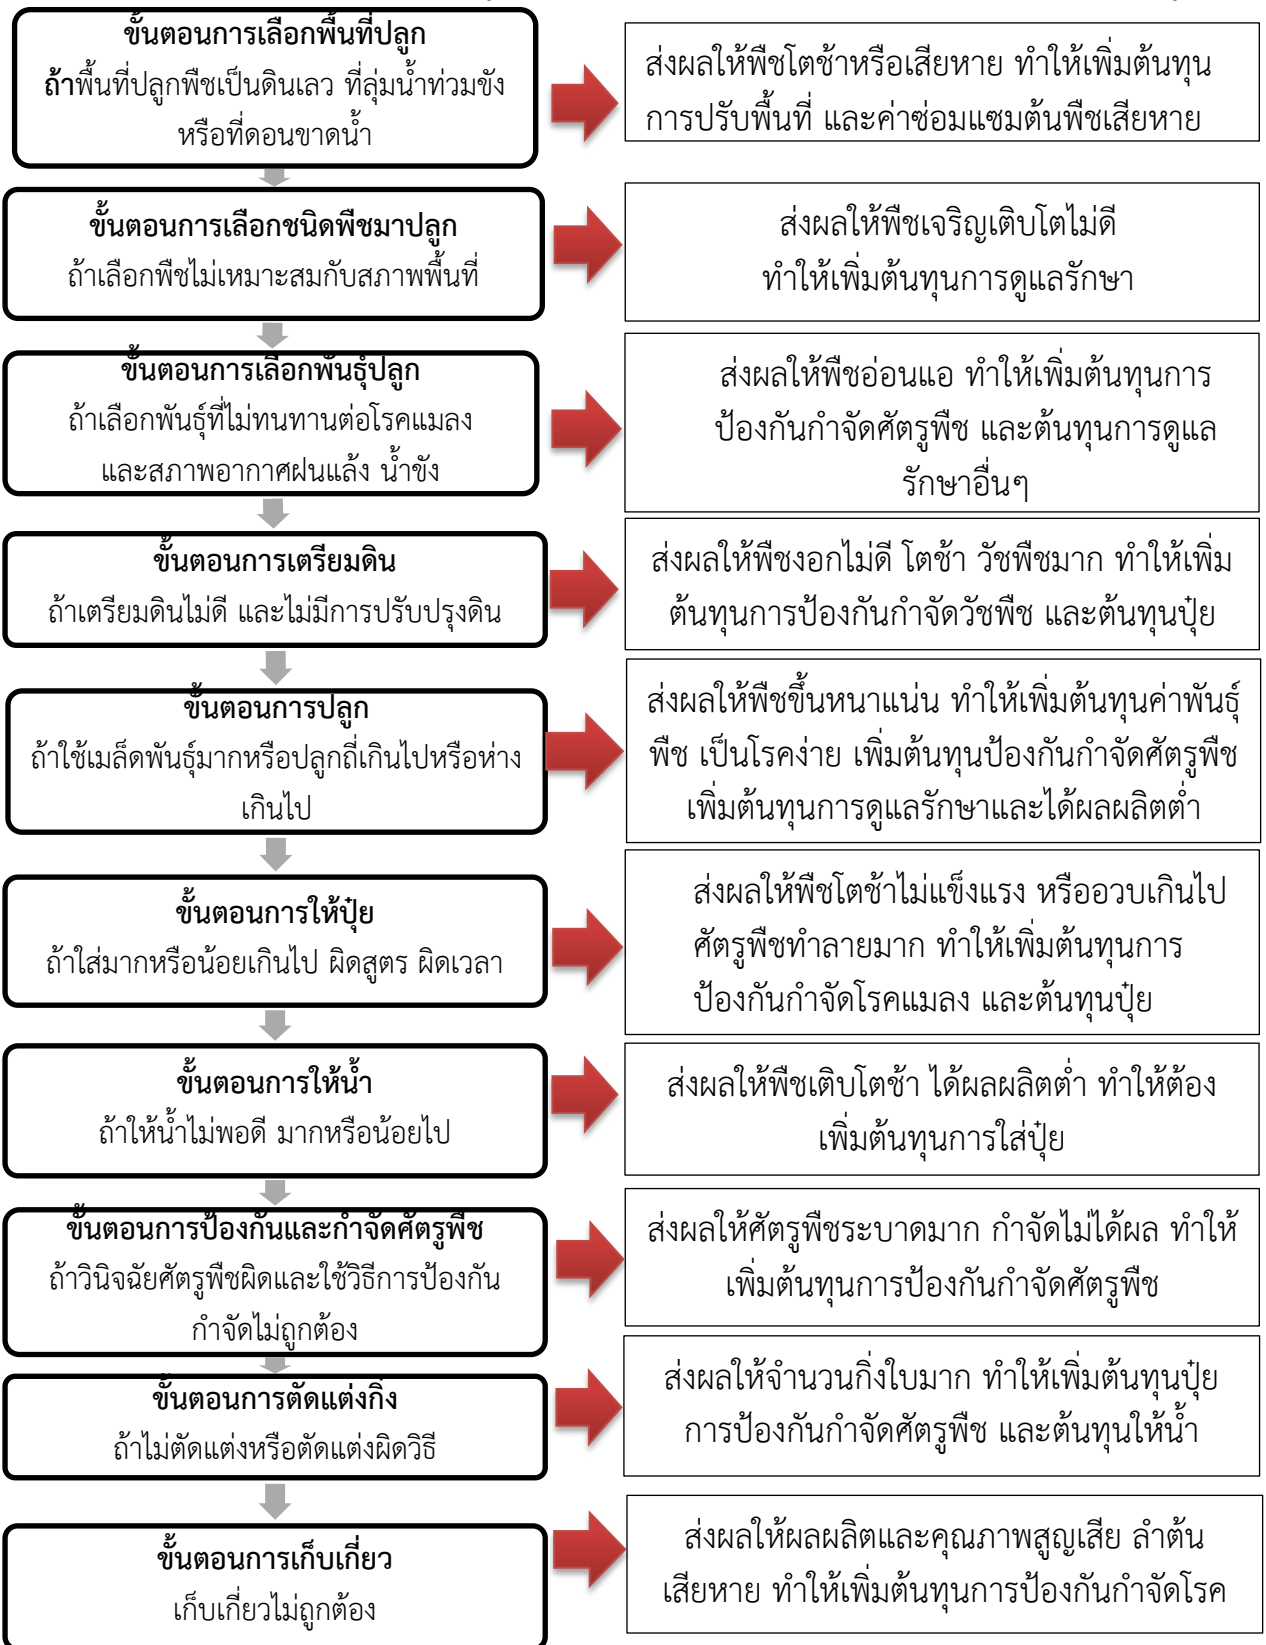 ขั้นตอนการเลือกพื้นที่ปลูก
ถ้าพื้นที่ปลูกพืชเป็นดินเลว ที่ลุ่มน้ำท่วมขัง
หรือที่ดอนขาดน้ำ
ส่งผลให้พืชโตช้าหรือเสียหาย ทำให้เพิ่มต้นทุน
การปรับพื้นที่ และค่าซ่อมแซมต้นพืชเสียหาย
ขั้นตอนการเลือกชนิดพืชมาปลูก
ถ้าเลือกพืชไม่เหมาะสมกับสภาพพื้นที่
ส่งผลให้พืชเจริญเติบโตไม่ดี
ทำให้เพิ่มต้นทุนการดูแลรักษา
ขั้นตอนการเลือกพันธุ์ปลูก
ถ้าเลือกพันธุ์ที่ไม่ทนทานต่อโรคแมลง
และสภาพอากาศฝนแล้ง น้ำขัง
ส่งผลให้พืชอ่อนแอ ทำให้เพิ่มต้นทุนการ
ป้องกันกำจัดศัตรูพืช และต้นทุนการดูแล
รักษาอื่นๆ
ขั้นตอนการเตรียมดิน
ถ้าเตรียมดินไม่ดี และไม่มีการปรับปรุงดิน
ส่งผลให้พืชงอกไม่ดี โตช้า วัชพืชมาก ทำให้เพิ่ม
ต้นทุนการป้องกันกำจัดวัชพืช และต้นทุนปุ๋ย
ขั้นตอนการปลูก
ถ้าใช้เมล็ดพันธุ์มากหรือปลูกถี่เกินไปหรือห่าง
เกินไป
ส่งผลให้พืชขึ้นหนาแน่น ทำให้เพิ่มต้นทุนค่าพันธุ์
พืช เป็นโรคง่าย เพิ่มต้นทุนป้องกันกำจัดศัตรูพืช
เพิ่มต้นทุนการดูแลรักษาและได้ผลผลิตต่ำ
ขั้นตอนการให้ปุ๋ย
ถ้าใส่มากหรือน้อยเกินไป ผิดสูตร ผิดเวลา
ส่งผลให้พืชโตช้าไม่แข็งแรง หรืออวบเกินไป
ศัตรูพืชทำลายมาก ทำให้เพิ่มต้นทุนการ
ป้องกันกำจัดโรคแมลง และต้นทุนปุ๋ย
ขั้นตอนการให้น้ำ
ถ้าให้น้ำไม่พอดี มากหรือน้อยไป
ส่งผลให้พืชเติบโตช้า ได้ผลผลิตต่ำ ทำให้ต้อง
เพิ่มต้นทุนการใส่ปุ๋ย
ขั้นตอนการป้องกันและกำจัดศัตรูพืช
ถ้าวินิจฉัยศัตรูพืชผิดและใช้วิธีการป้องกัน
กำจัดไม่ถูกต้อง
ส่งผลให้ศัตรูพืชระบาดมาก กำจัดไม่ได้ผล ทำให้
เพิ่มต้นทุนการป้องกันกำจัดศัตรูพืช
ขั้นตอนการตัดแต่งกิ่ง
ถ้าไม่ตัดแต่งหรือตัดแต่งผิดวิธี
ส่งผลให้จำนวนกิ่งใบมาก ทำให้เพิ่มต้นทุนปุ๋ย
การป้องกันกำจัดศัตรูพืช และต้นทุนให้น้ำ
ขั้นตอนการเก็บเกี่ยว
เก็บเกี่ยวไม่ถูกต้อง
ส่งผลให้ผลผลิตและคุณภาพสูญเสีย ลำต้น
เสียหาย ทำให้เพิ่มต้นทุนการป้องกันกำจัดโรค